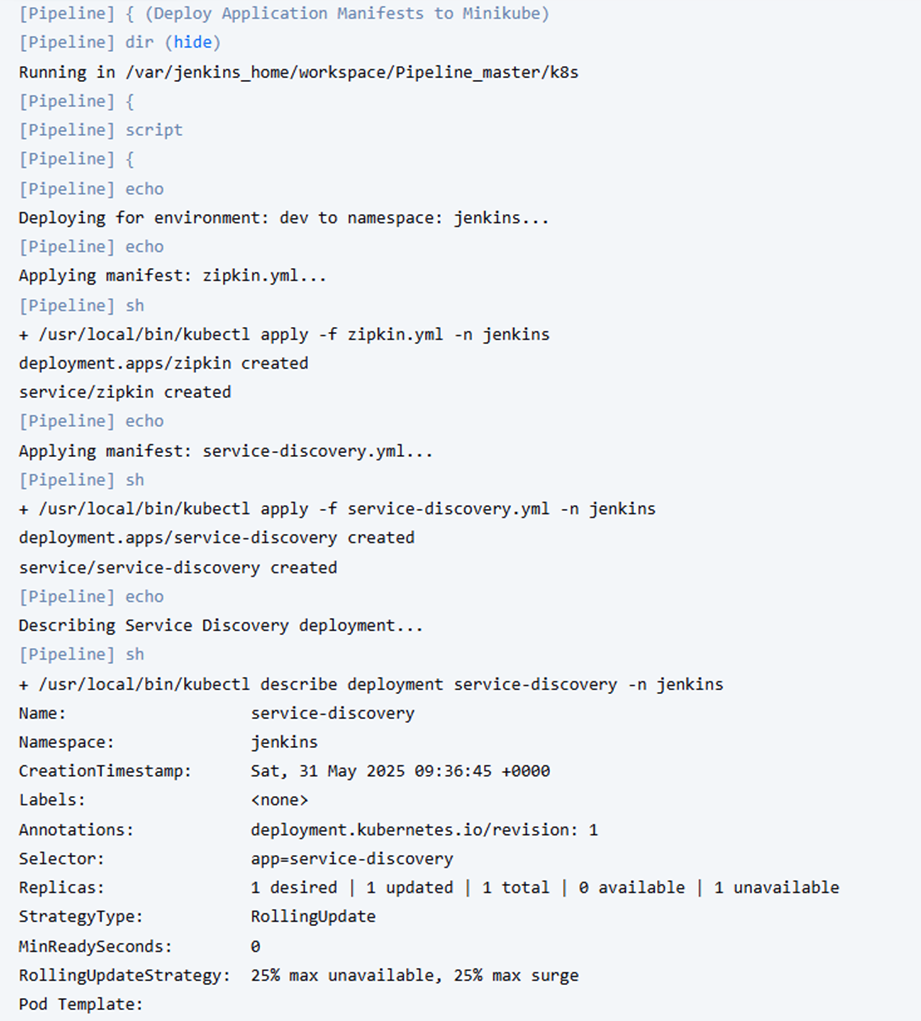 [Pipeline] { (Deploy Application Manifests to Minikube)
[Pipeline] dir (hide)
Running in /var/jenkins_home/workspace/Pipeline_master/k8s
[Pipeline] {
[Pipeline] script
[Pipeline] {
[Pipeline] echo
Deploying for environment: dev to namespace: jenkins...
[Pipeline] echo
Applying manifest: zipkin.yml...
[Pipeline] sh
+ /usr/local/bin/kubectl apply -f zipkin.yml -n jenkins
deployment.apps/zipkin created
service/zipkin created
[Pipeline] echo
Applying manifest: service-discovery.yml...
[Pipeline] sh
+ /usr/local/bin/kubectl apply -f service-discovery.yml -n jenkins
deployment.apps/service-discovery created
service/service-discovery created
[Pipeline] echo
Describing Service Discovery deployment...
[Pipeline] sh
+ /usr/local/bin/kubectl describe deployment service-discovery -n jenkins
Name:                   service-discovery
Namespace:              jenkins
CreationTimestamp:      Sat, 31 May 2025 09:36:45 +0000
Labels:                 <none>
Annotations:            deployment.kubernetes.io/revision: 1
Selector:               app=service-discovery
Replicas:               1 desired | 1 updated | 1 total | 0 available | 1 unavailable
StrategyType:           RollingUpdate
MinReadySeconds:        0
RollingUpdateStrategy:  25% max unavailable, 25% max surge
Pod Template: